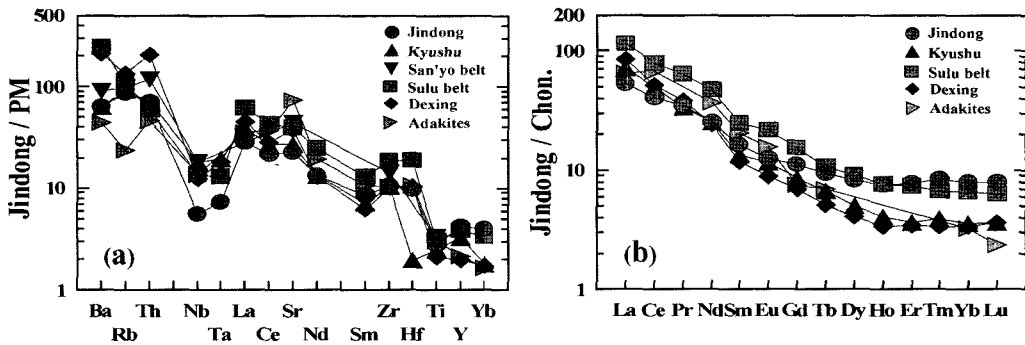 500
100
10
1
Jindong / PM
Jindong
Kyushu
San'yo belt
Sulu belt
Dexing
Adakites
(a)
Ba Th Nb La Sr Zr Ti Yb
Rb Ta Ce Nd Sm Hf Y
200
100
10
1
Jindong / Chon.
Jindong
Kyushu
Sulu belt
Dexing
Adakites
(b)
La Ce Pr Nd Sm Eu Gd Tb Dy Ho Er Tm Yb Lu